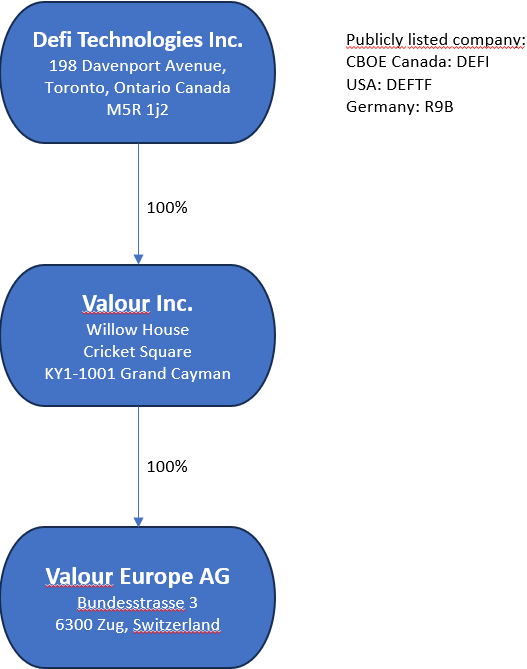 Defi Technologies Inc.
198 Davenport Avenue,
Toronto, Ontario Canada
M5R 1j2
Publicly listed company:
CBOE Canada: DEFI
USA: DEFTF
Germany: R9B
100%
Valour Inc.
Willow House
Cricket Square
KY1-1001 Grand Cayman
100%
Valour Europe AG
Bundesstrasse 3
6300 Zug, Switzerland